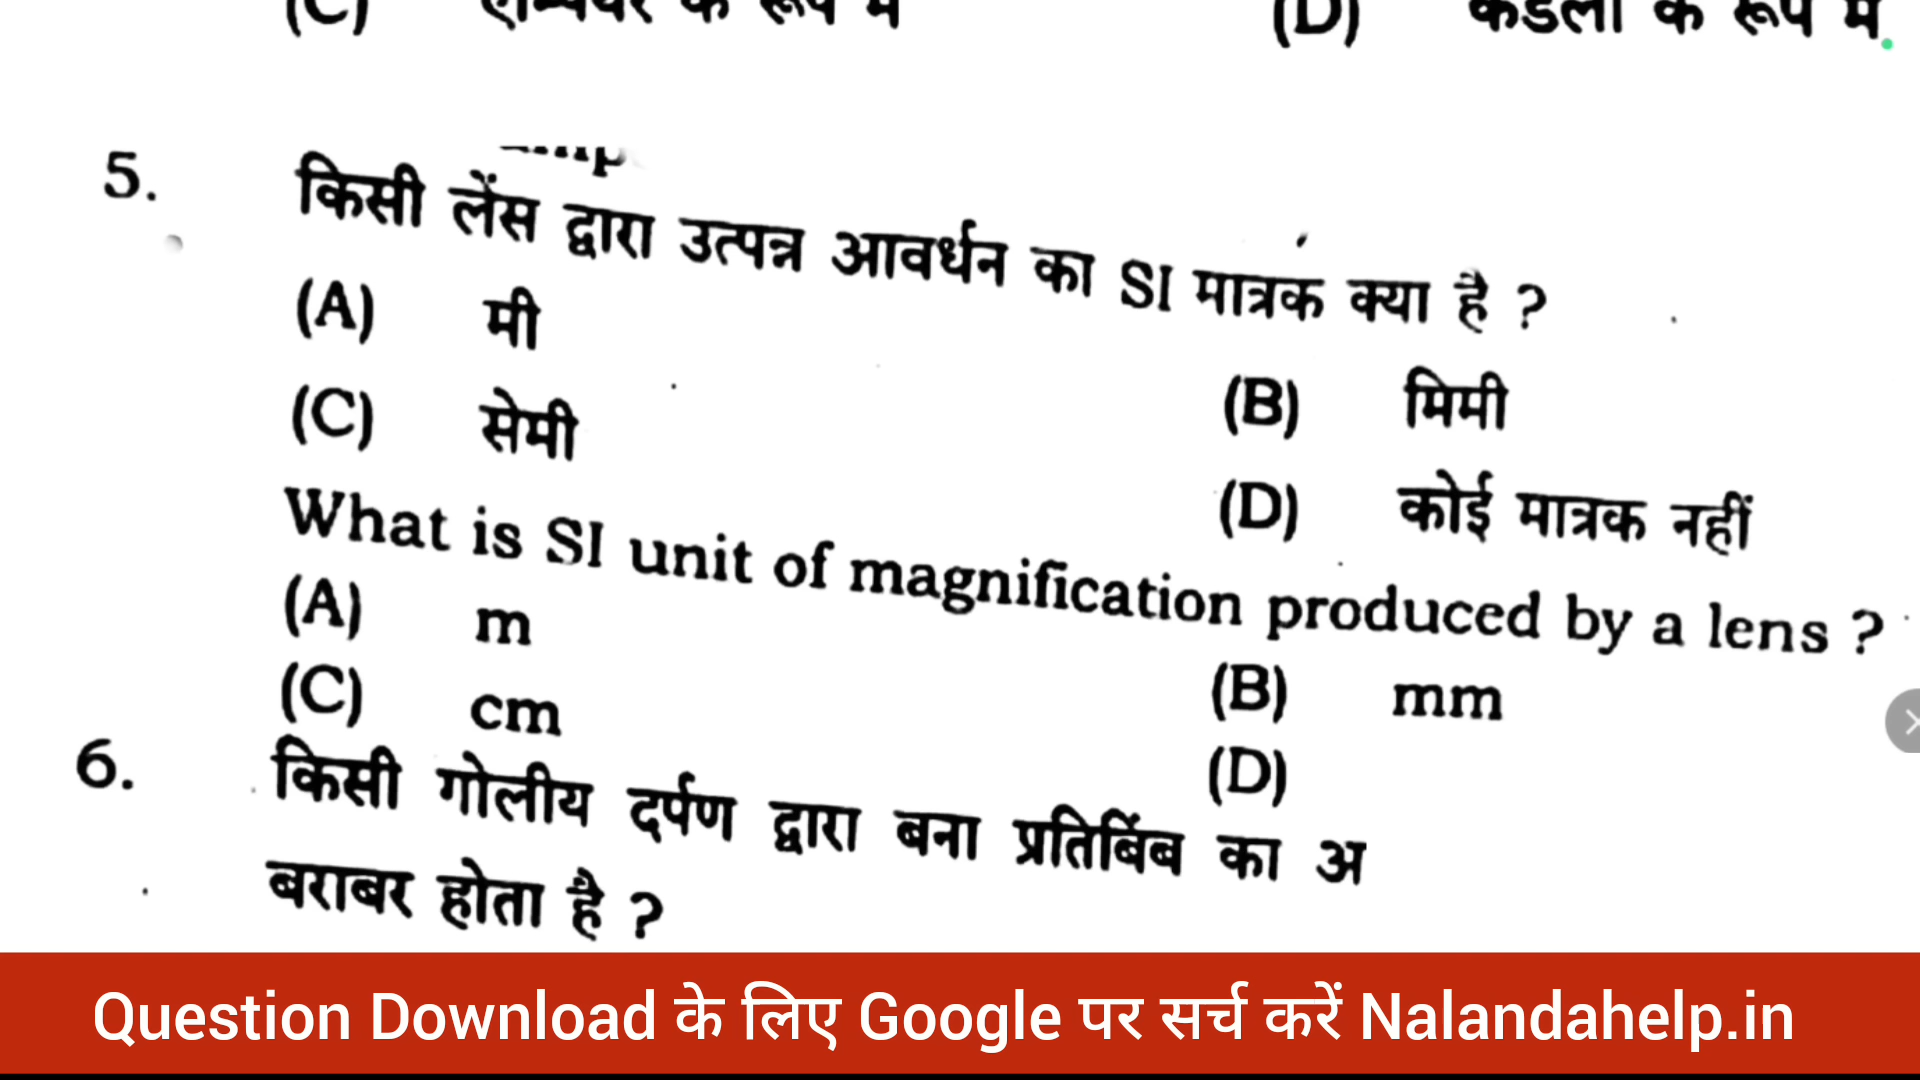 (C) के रूप में (D) कैंडेला के रूप में
5. किसी लेंस द्वारा उत्पन्न आवर्धन का SI मात्रक क्या है ?
(A) मी
(B) मिमी
(C) सेमी
(D) कोई मात्रक नहीं
What is SI unit of magnification produced by a lens ?
(A) m
(B) mm
(C) cm
(D)
6. किसी गोलीय दर्पण द्वारा बना प्रतिबिंब का अ
बराबर होता है ?
Question Download के लिए Google पर सर्च करें Nalandahelp.in